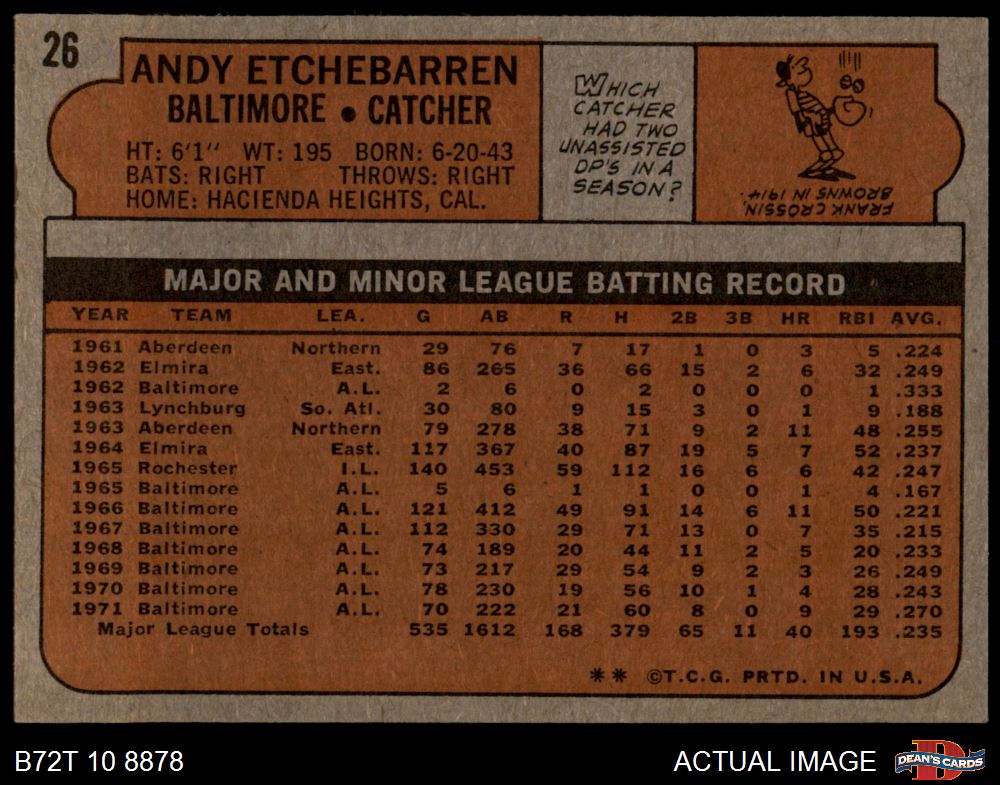 26
ANDY ETCHEBARREN
BALTIMORE • CATCHER
HT: 6'1" WT: 195 BORN: 6-20-43
BATS: RIGHT THROWS: RIGHT
HOME: HACIENDA HEIGHTS, CAL.
WHICH
CATCHER
HAD TWO
UNASSISTED
DP'S IN A
SEASON?
FRANK CROSSIN,
BROWNS IN 1914.
MAJOR AND MINOR LEAGUE BATTING RECORD
YEAR TEAM LEA. G AB R H 2B 3B HR RBI AVG.
1961 Aberdeen Northern 29 76 7 17 1 0 3 5 .224
1962 Elmira East. 86 265 36 66 15 2 6 32 .249
1962 Baltimore A.L. 2 6 0 2 0 0 0 1 .333
1963 Lynchburg So. Atl. 30 80 9 15 3 0 1 9 .188
1963 Aberdeen Northern 79 278 38 71 9 2 11 48 .255
1964 Elmira East. 117 367 40 87 19 5 7 52 .237
1965 Rochester I.L. 140 453 59 112 16 6 6 42 .247
1965 Baltimore A.L. 5 6 1 1 0 0 1 4 .167
1966 Baltimore A.L. 121 412 49 91 14 6 11 50 .221
1967 Baltimore A.L. 112 330 29 71 13 0 7 35 .215
1968 Baltimore A.L. 74 189 20 44 11 2 5 20 .233
1969 Baltimore A.L. 73 217 29 54 9 2 3 26 .249
1970 Baltimore A.L. 78 230 19 56 10 1 4 28 .243
1971 Baltimore A.L. 70 222 21 60 8 0 9 29 .270
Major League Totals 535 1612 168 379 65 11 40 193 .235
** ©T.C.G. PRTD. IN U.S.A.
B72T 10 8878 ACTUAL IMAGE DEAN'S CARDS